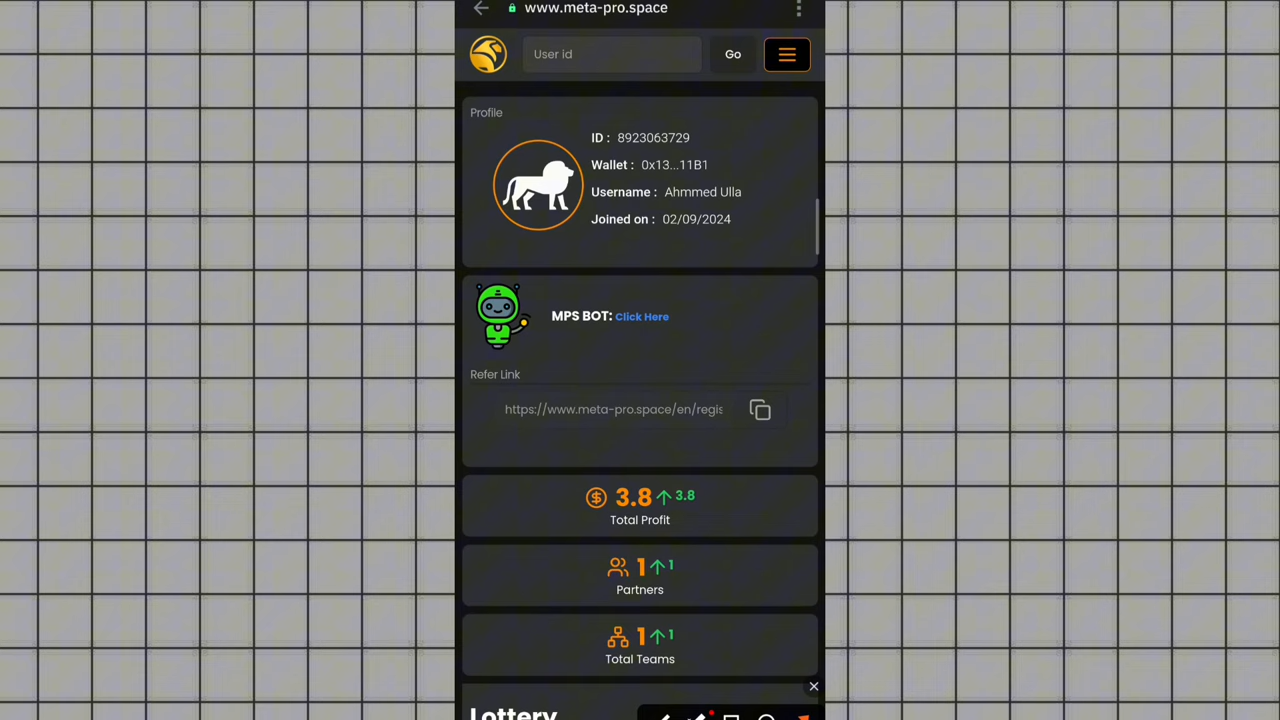 www.meta-pro.space
User id
Go
Profile
ID : 8923063729
Wallet : 0x13...11B1
Username : Ahmmed Ulla
Joined on : 02/09/2024
MPS BOT: Click Here
Refer Link
https://www.meta-pro.space/en/regis
3.8 3.8
Total Profit
1 1
Partners
1 1
Total Teams
Lottery